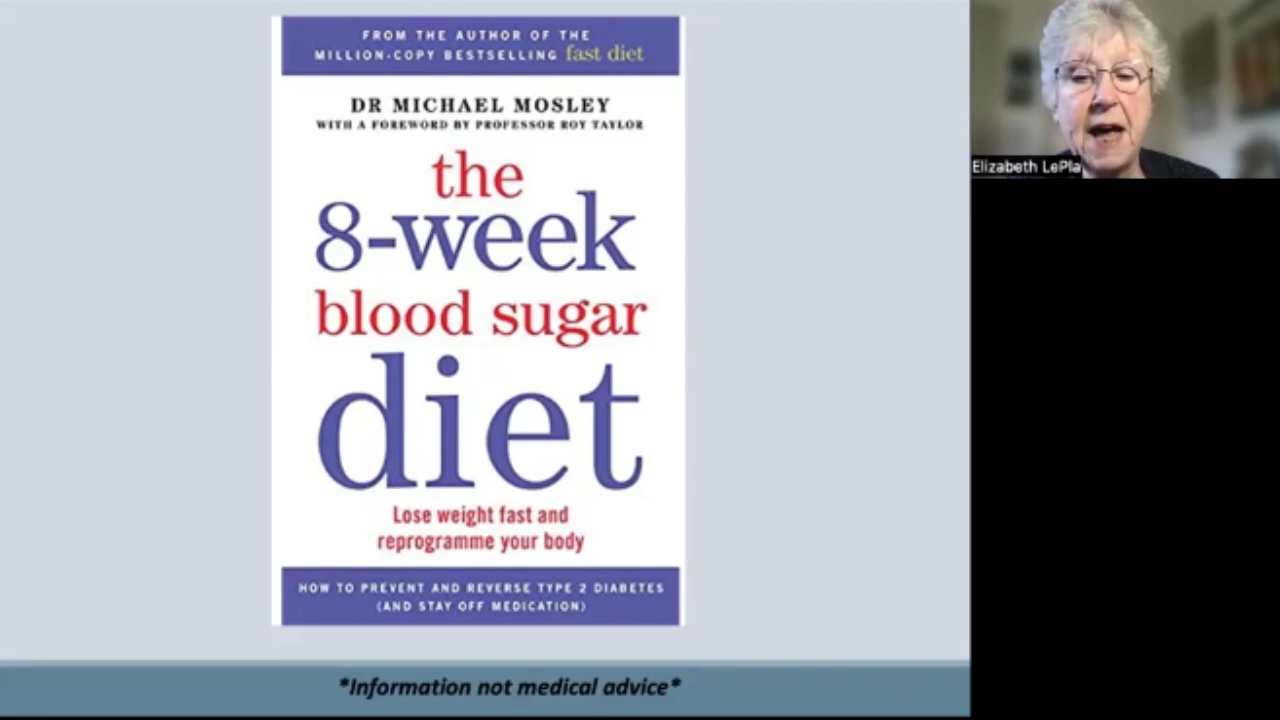 FROM THE AUTHOR OF THE
MILLION-COPY BESTSELLING fast diet
DR MICHAEL MOSLEY
WITH A FOREWORD BY PROFESSOR ROY TAYLOR
the
8-week
blood sugar
diet
Lose weight fast and
reprogramme your body
HOW TO PREVENT AND REVERSE TYPE 2 DIABETES
(AND STAY OFF MEDICATION)
*Information not medical advice*
Elizabeth LePla